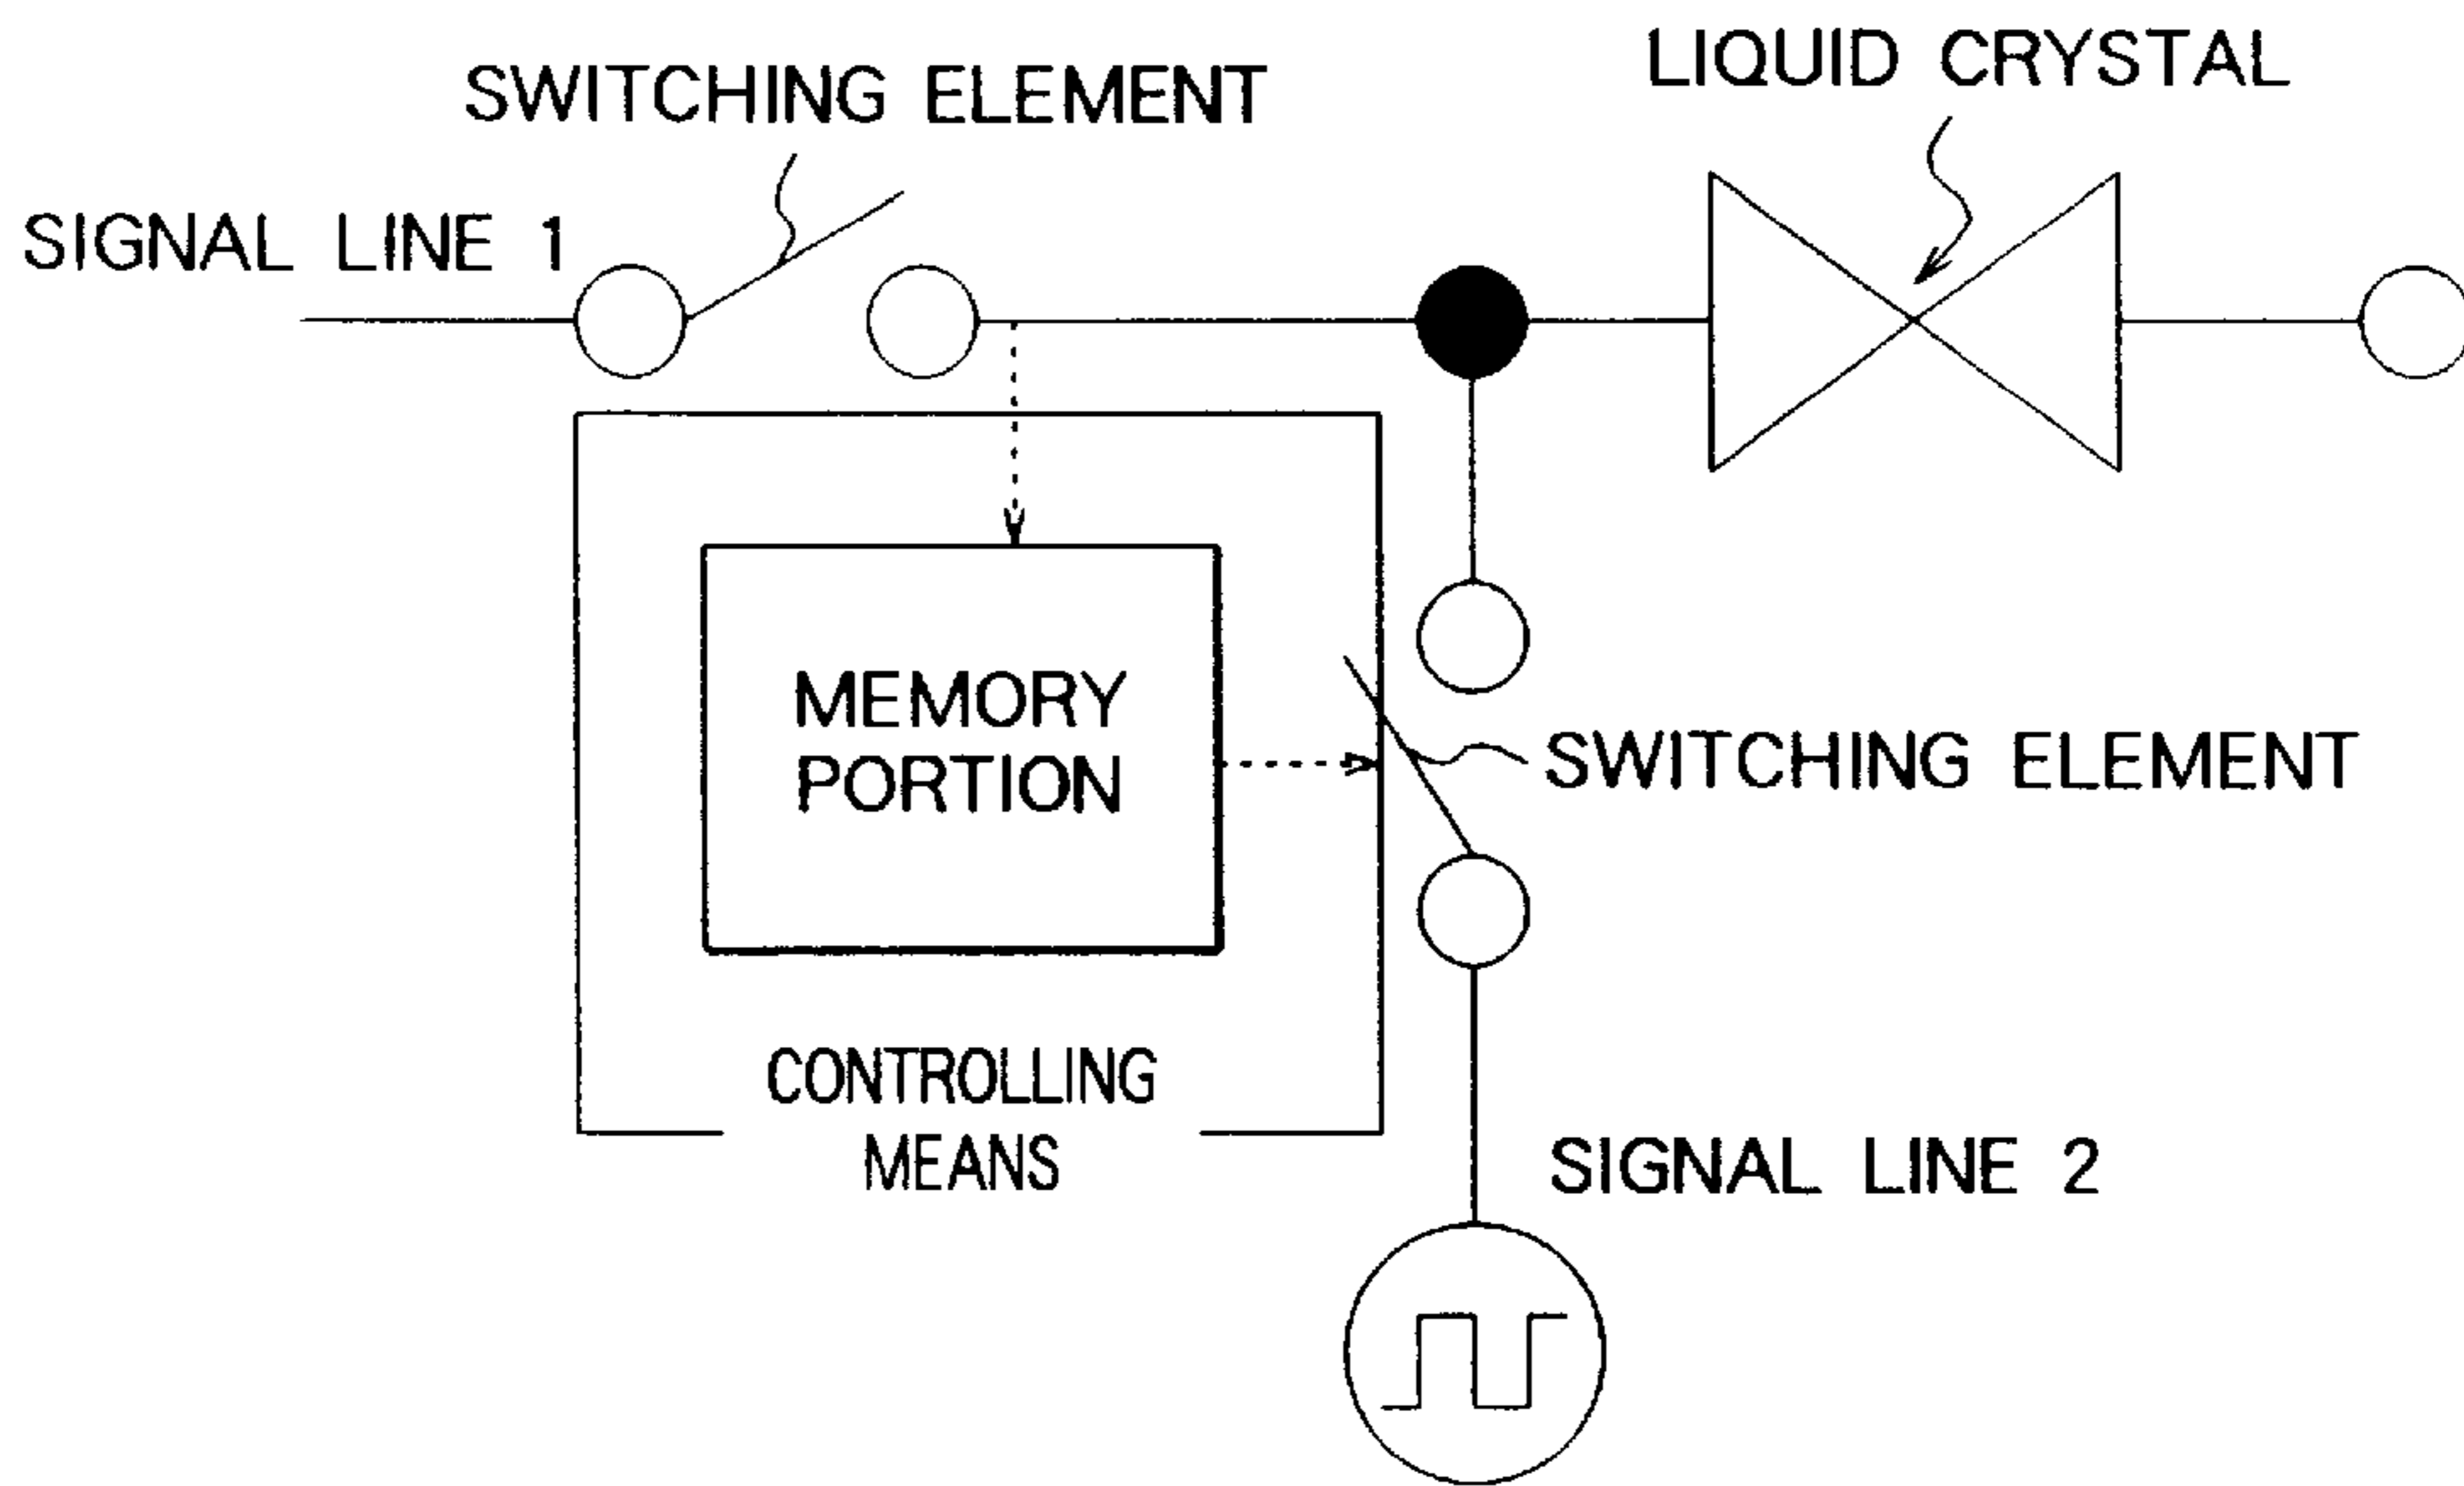 LIQUID CRYSTAL
SWITCHING ELEMENT
SIGNAL LINE 1
MEMORY
PORTION
SWITCHING ELEMENT
CONTROLLING
MEANS
SIGNAL LINE 2